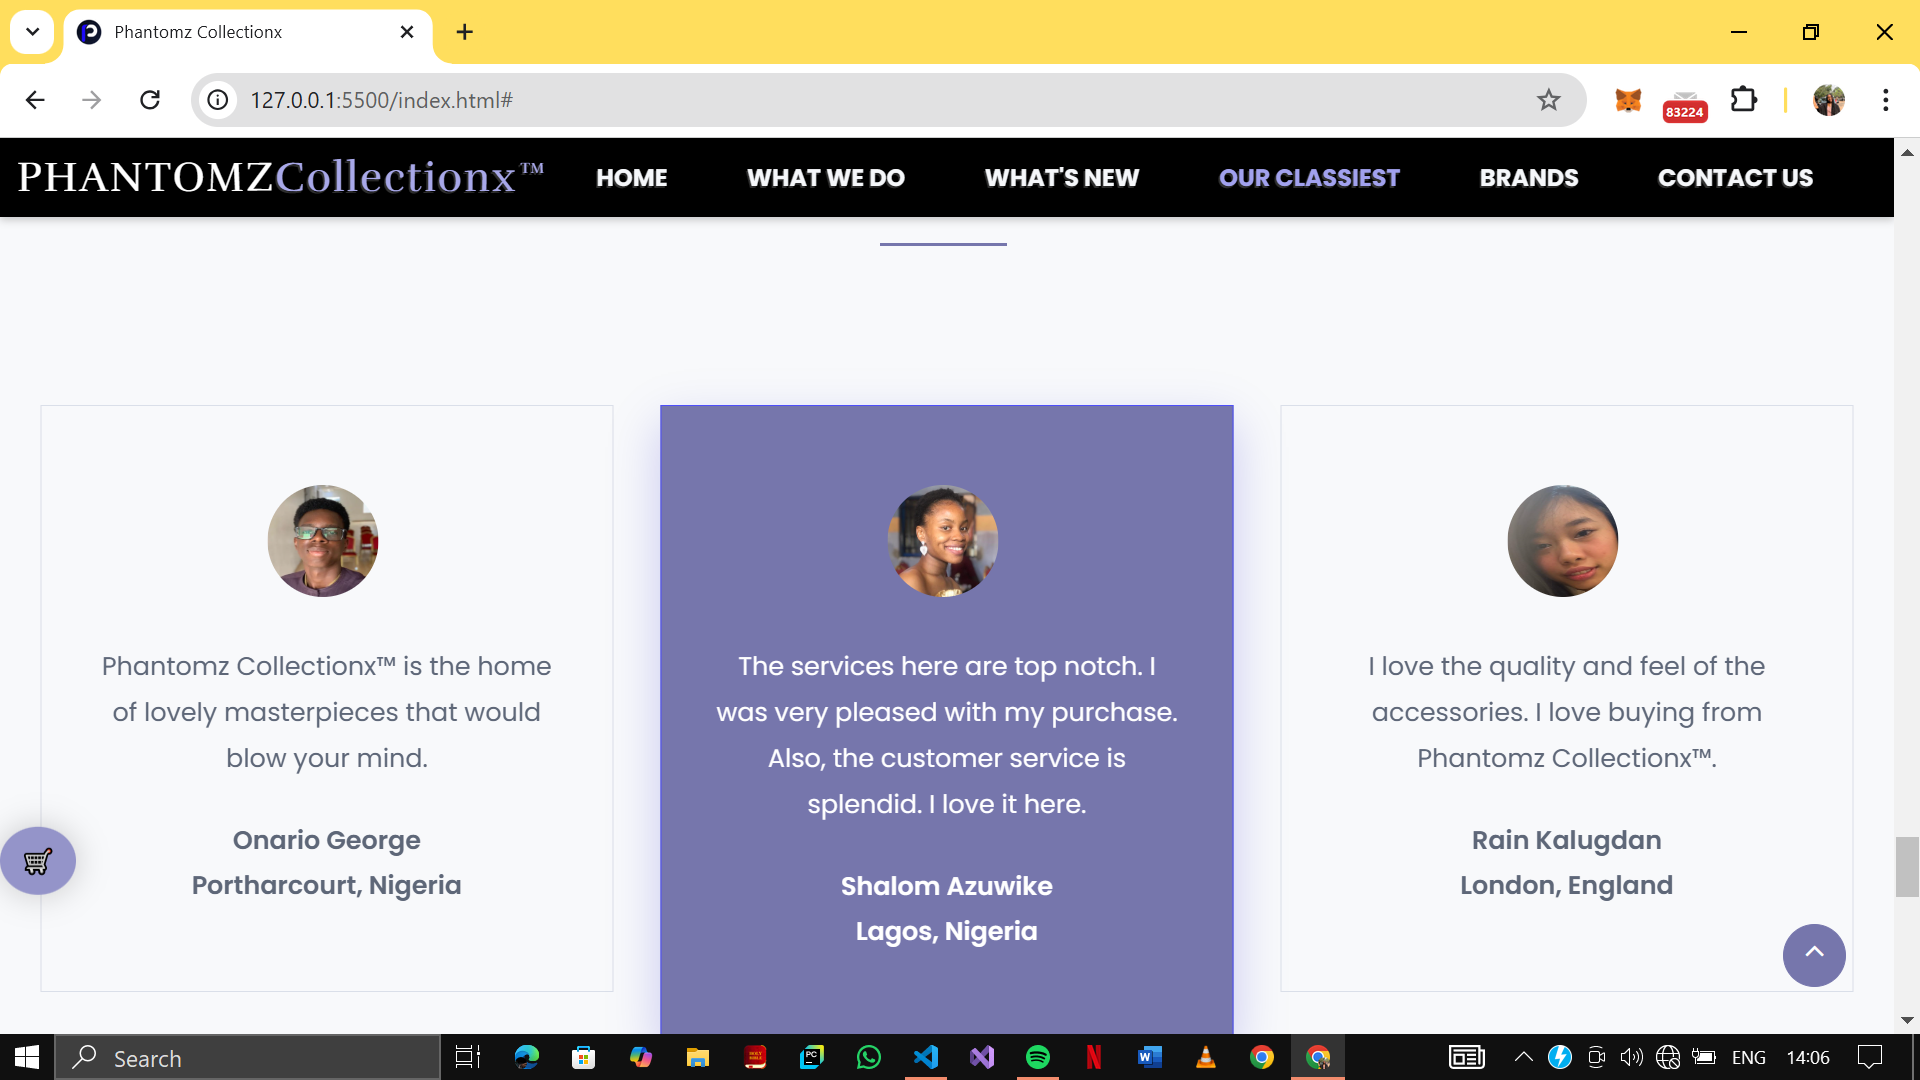 Phantomz Collectionx
127.0.0.1:5500/index.html#
83224
PHANTOMZCollectionx™
HOME
WHAT WE DO
WHAT'S NEW
OUR CLASSIEST
BRANDS
CONTACT US
Phantomz Collectionx™ is the home
of lovely masterpieces that would
blow your mind.
Onario George
Portharcourt, Nigeria
The services here are top notch. I
was very pleased with my purchase.
Also, the customer service is
splendid. I love it here.
Shalom Azuwike
Lagos, Nigeria
I love the quality and feel of the
accessories. I love buying from
Phantomz Collectionx™.
Rain Kalugdan
London, England
Search
HOLY BIBLE
PC
N
W
ENG
14:06